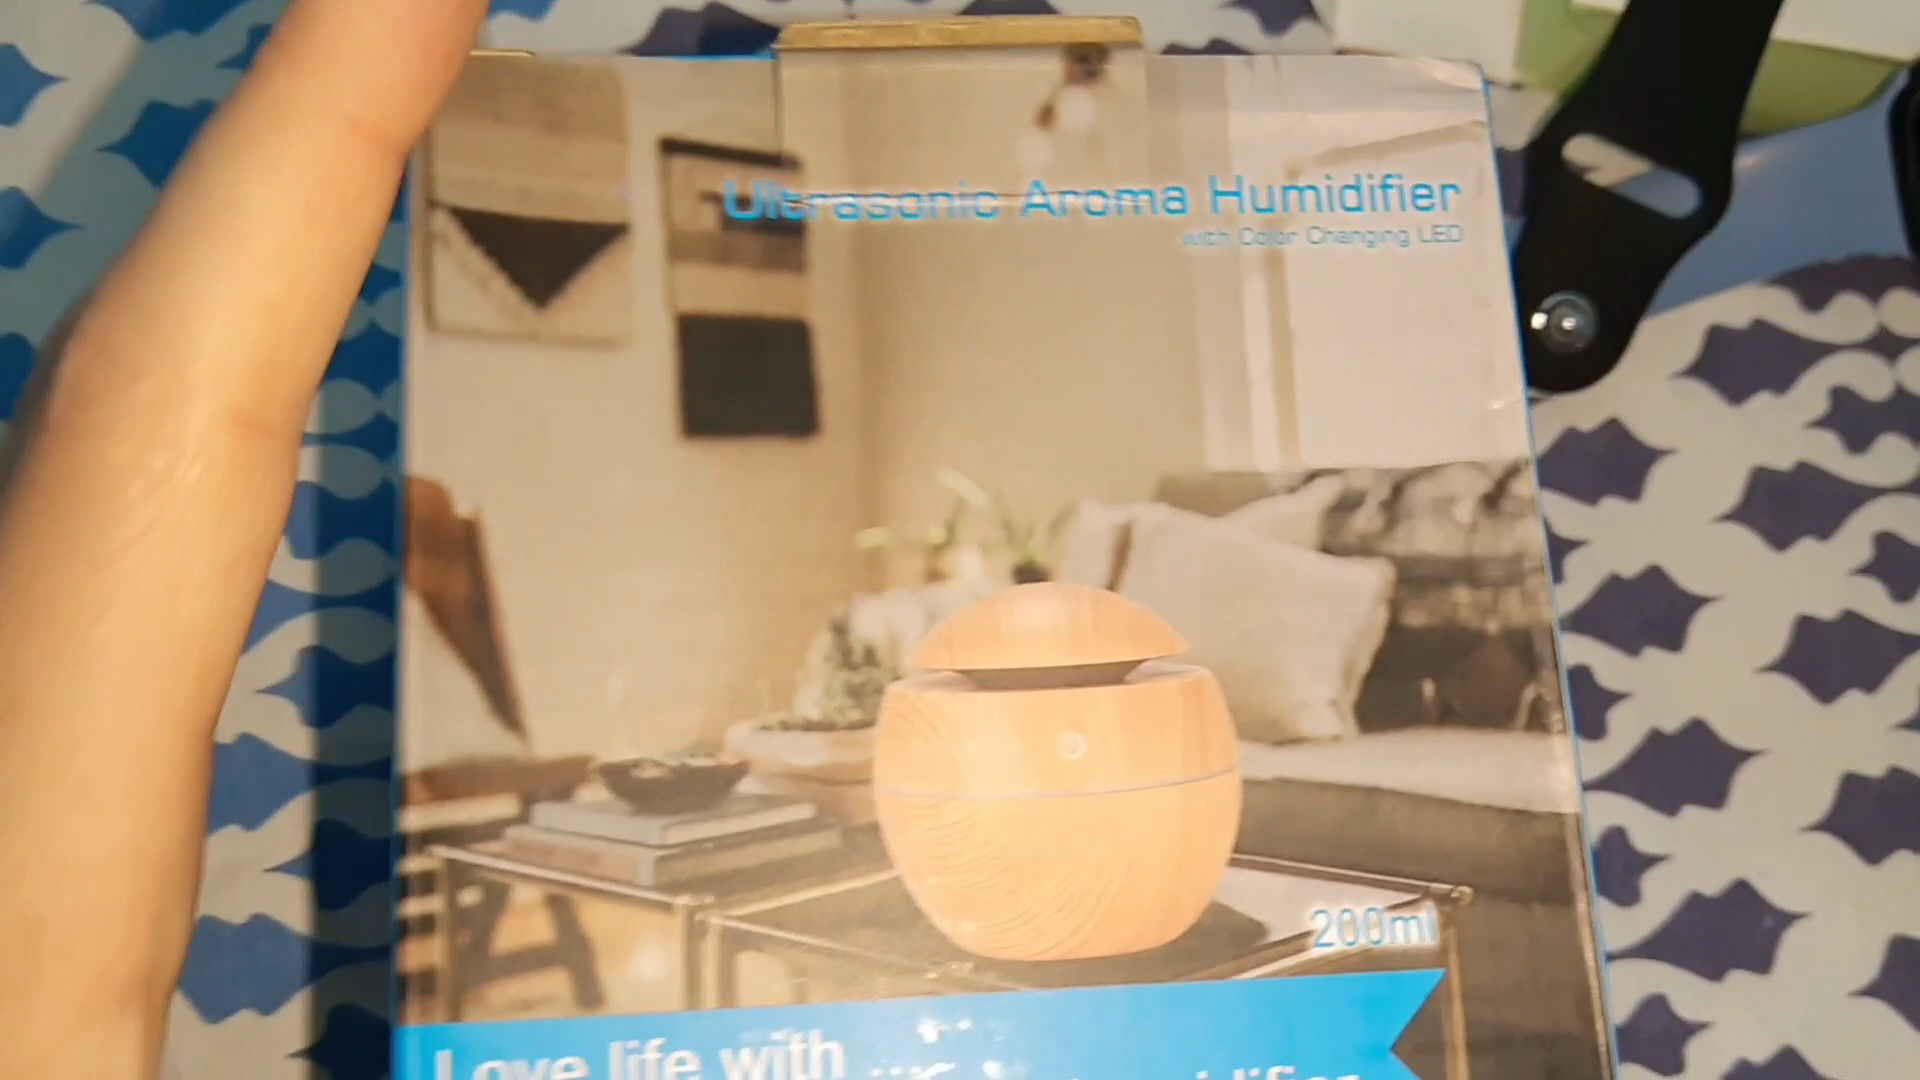 Ultrasonic Aroma Humidifier
with Color Changing LED
200ml
Love life with